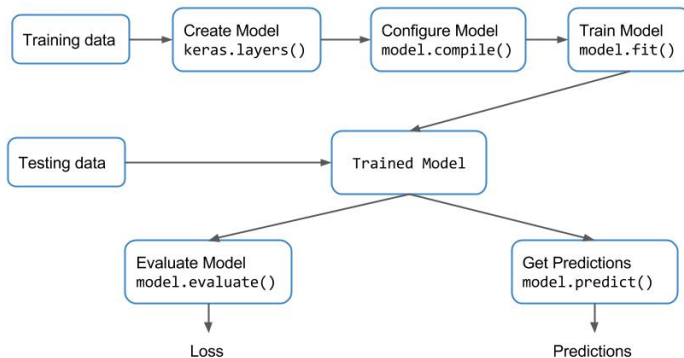 Training data
Create Model
keras.layers()
Configure Model
model.compile()
Train Model
model.fit()
Testing data
Trained Model
Evaluate Model
model.evaluate()
Get Predictions
model.predict()
Loss
Predictions